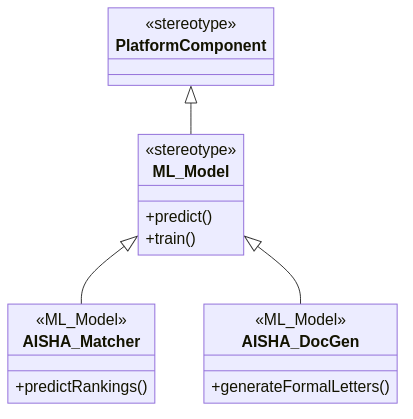 «stereotype»
PlatformComponent
«stereotype»
ML_Model
+predict()
+train()
«ML_Model»
AISHA_Matcher
+predictRankings()
«ML_Model»
AISHA_DocGen
+generateFormalLetters()